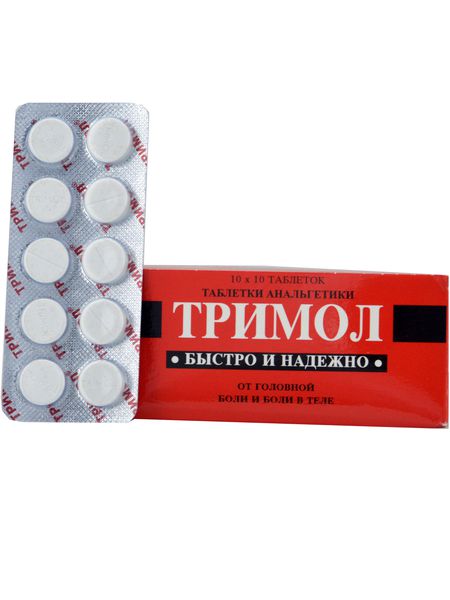 10 x 10 ТАБЛЕТОК
ТАБЛЕТКИ АНАЛЬГЕТИКИ
ТРИМОЛ
• БЫСТРО И НАДЕЖНО •
ОТ ГОЛОВНОЙ
БОЛИ И БОЛИ В ТЕЛЕ